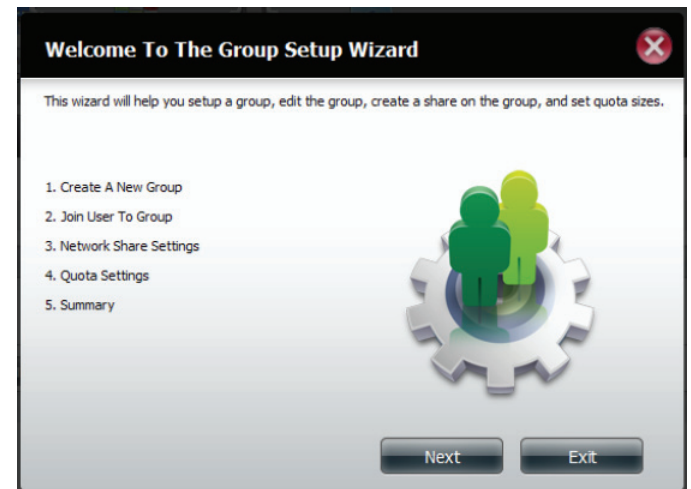 Welcome To The Group Setup Wizard
This wizard will help you setup a group, edit the group, create a share on the group, and set quota sizes.
1. Create A New Group
2. Join User To Group
3. Network Share Settings
4. Quota Settings
5. Summary
Next
Exit